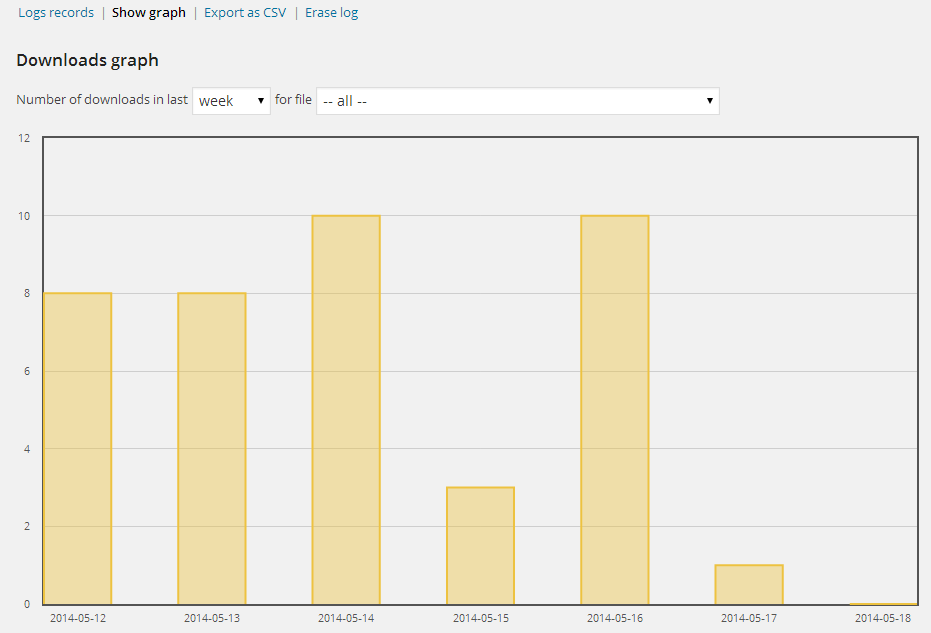 Logs records | Show graph | Export as CSV | Erase log
Downloads graph
Number of downloads in last week for file -- all --
12
10
8
6
4
2
0
2014-05-12 2014-05-13 2014-05-14 2014-05-15 2014-05-16 2014-05-17 2014-05-18